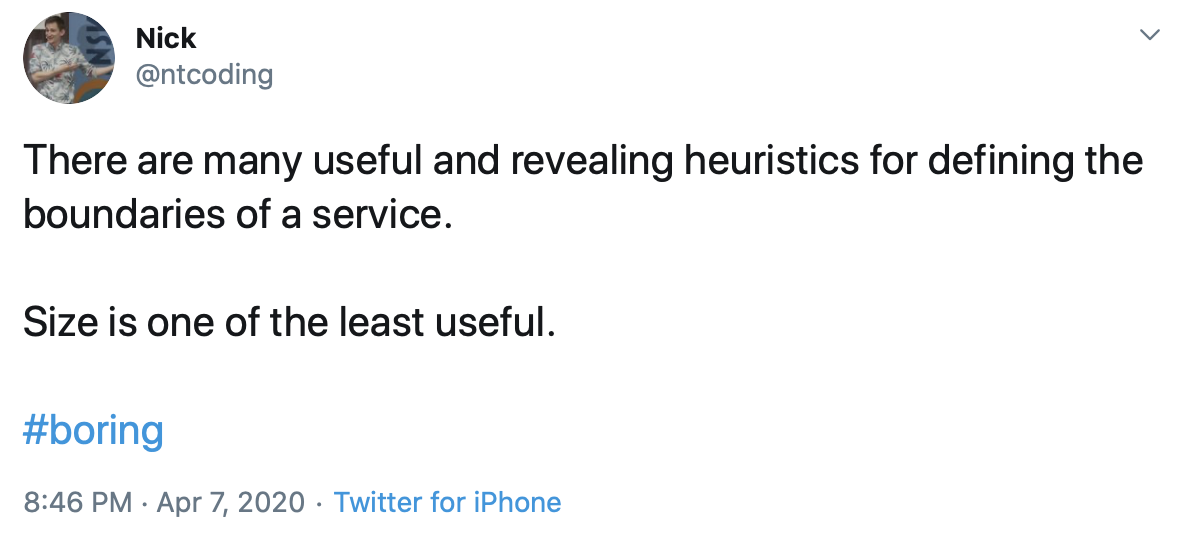 Nick
@ntcoding
There are many useful and revealing heuristics for defining the
boundaries of a service.
Size is one of the least useful.
#boring
8:46 PM · Apr 7, 2020 · Twitter for iPhone